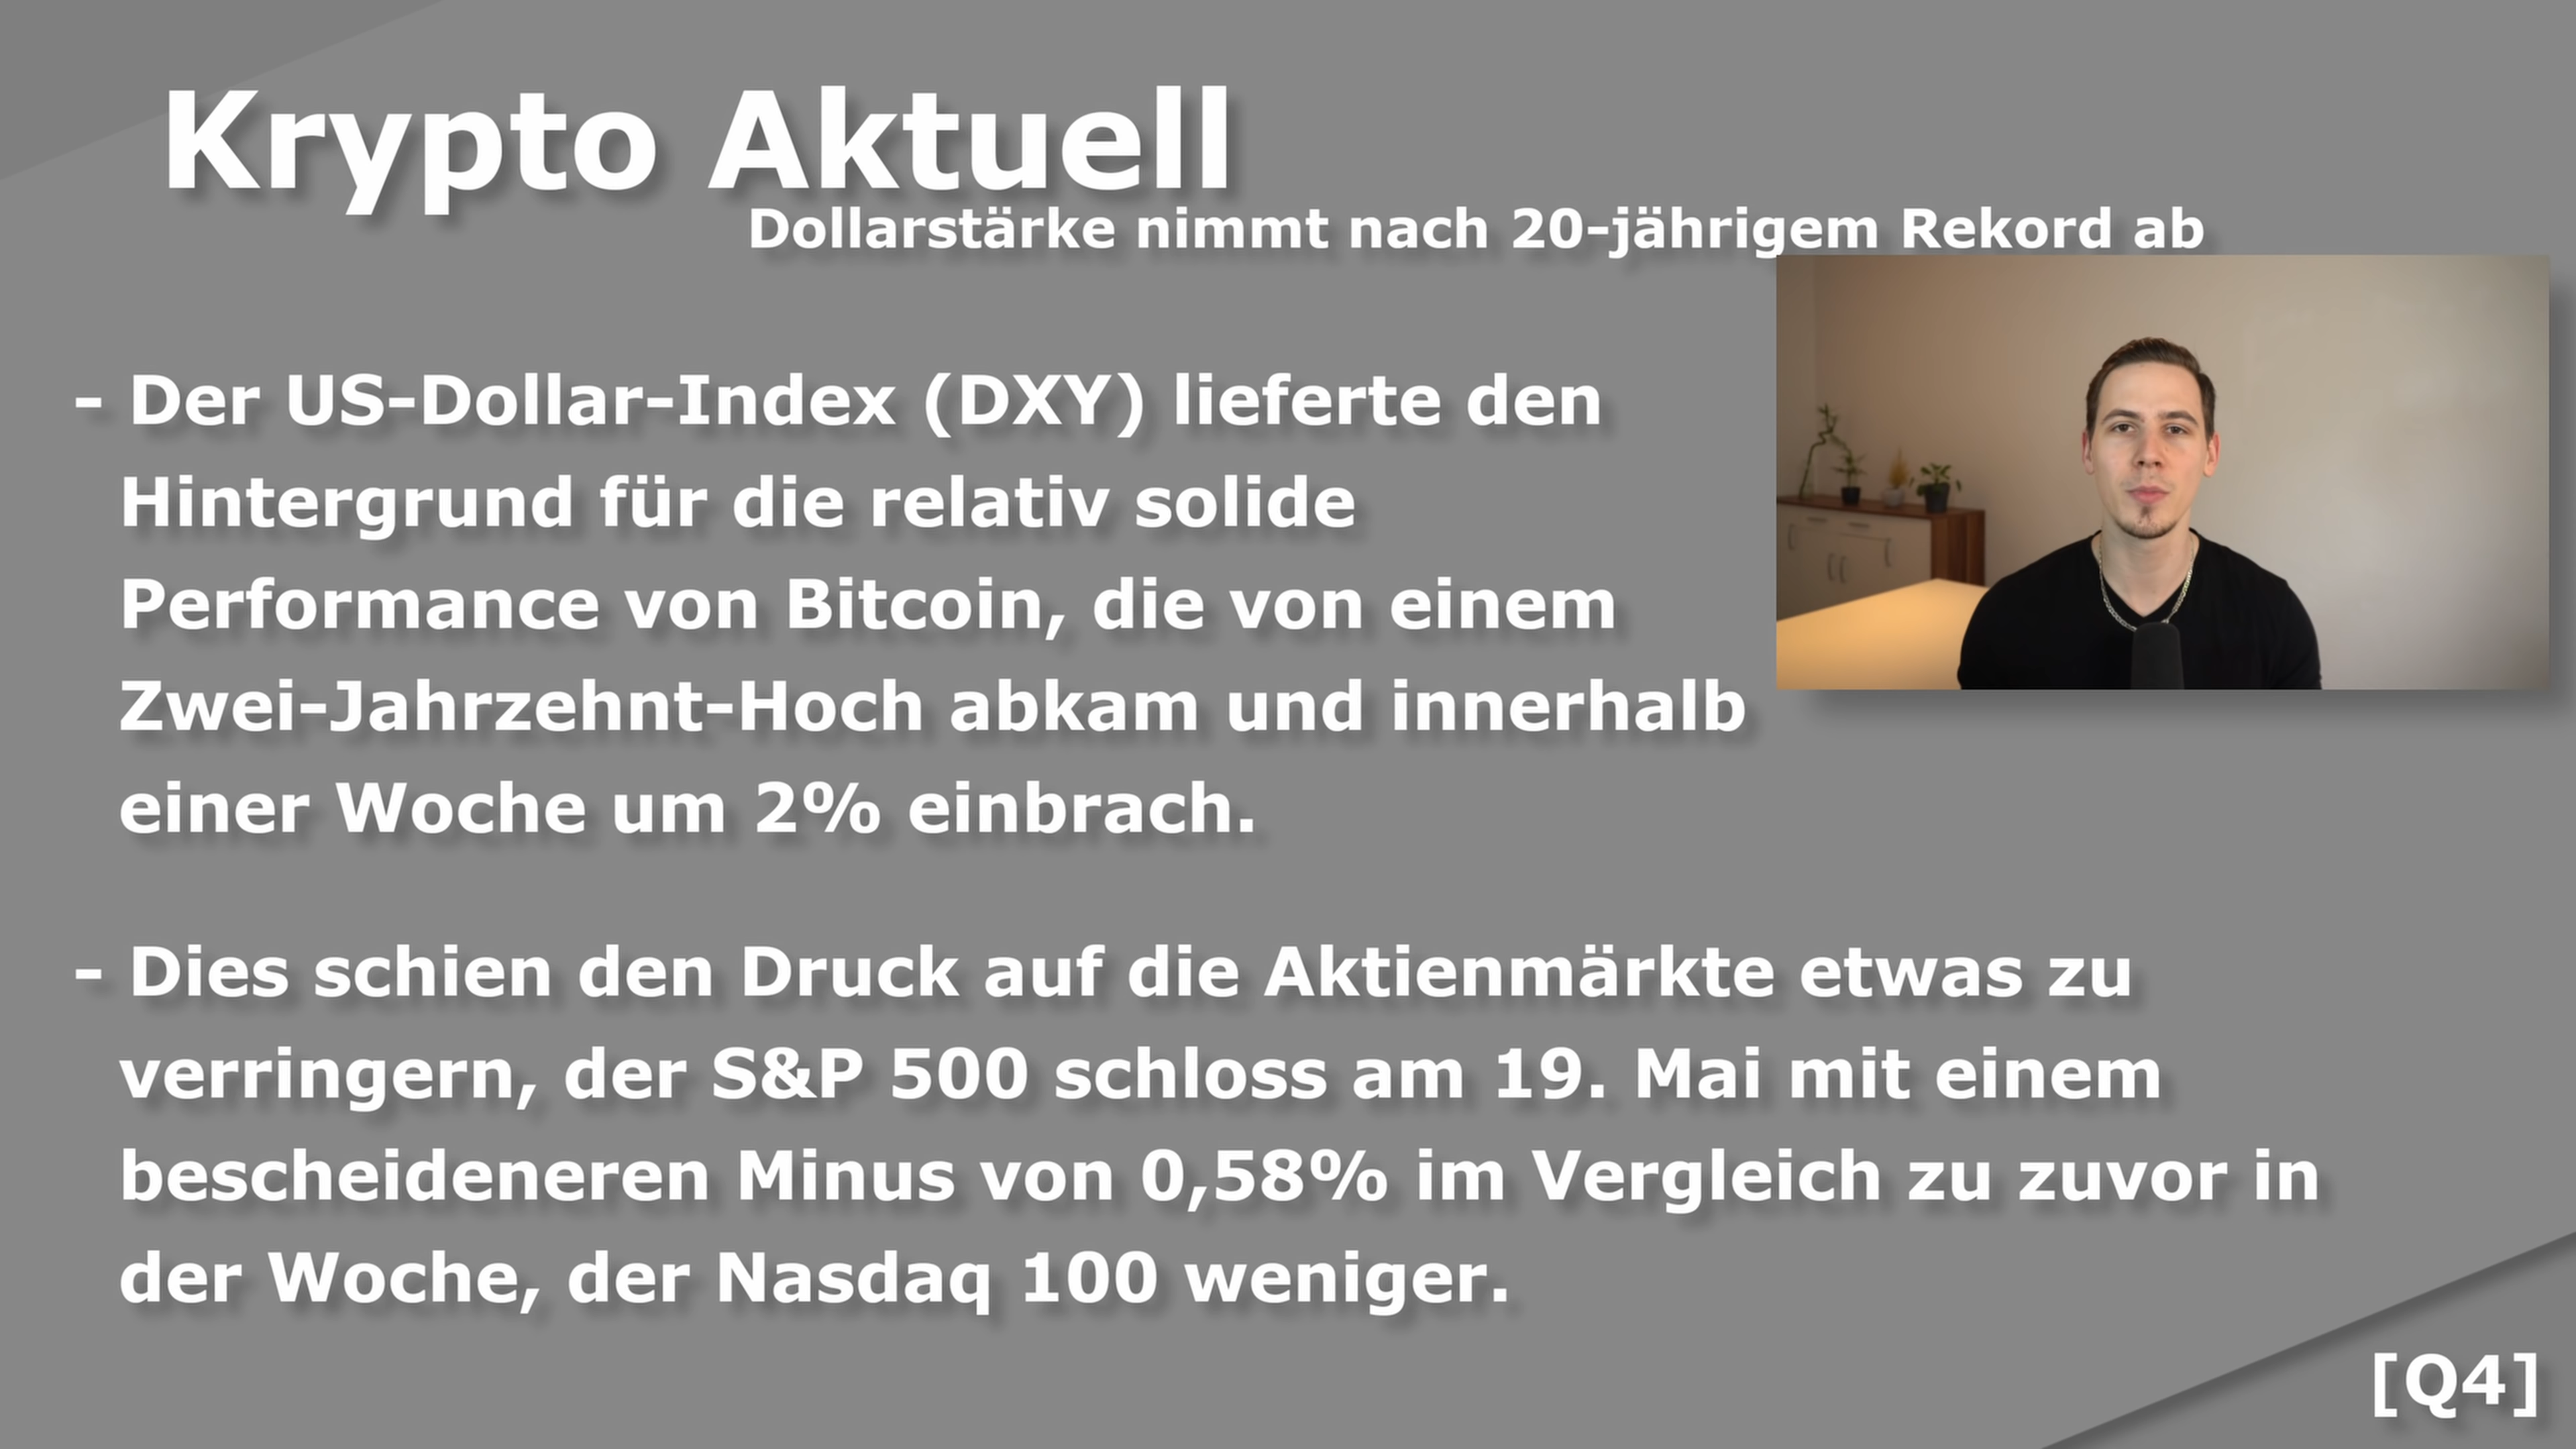 Krypto Aktuell
Dollarstärke nimmt nach 20-jährigem Rekord ab
- Der US-Dollar-Index (DXY) lieferte den
Hintergrund für die relativ solide
Performance von Bitcoin, die von einem
Zwei-Jahrzehnt-Hoch abkam und innerhalb
einer Woche um 2% einbrach.
- Dies schien den Druck auf die Aktienmärkte etwas zu
verringern, der S&P 500 schloss am 19. Mai mit einem
bescheideneren Minus von 0,58% im Vergleich zu zuvor in
der Woche, der Nasdaq 100 weniger.
[Q4]